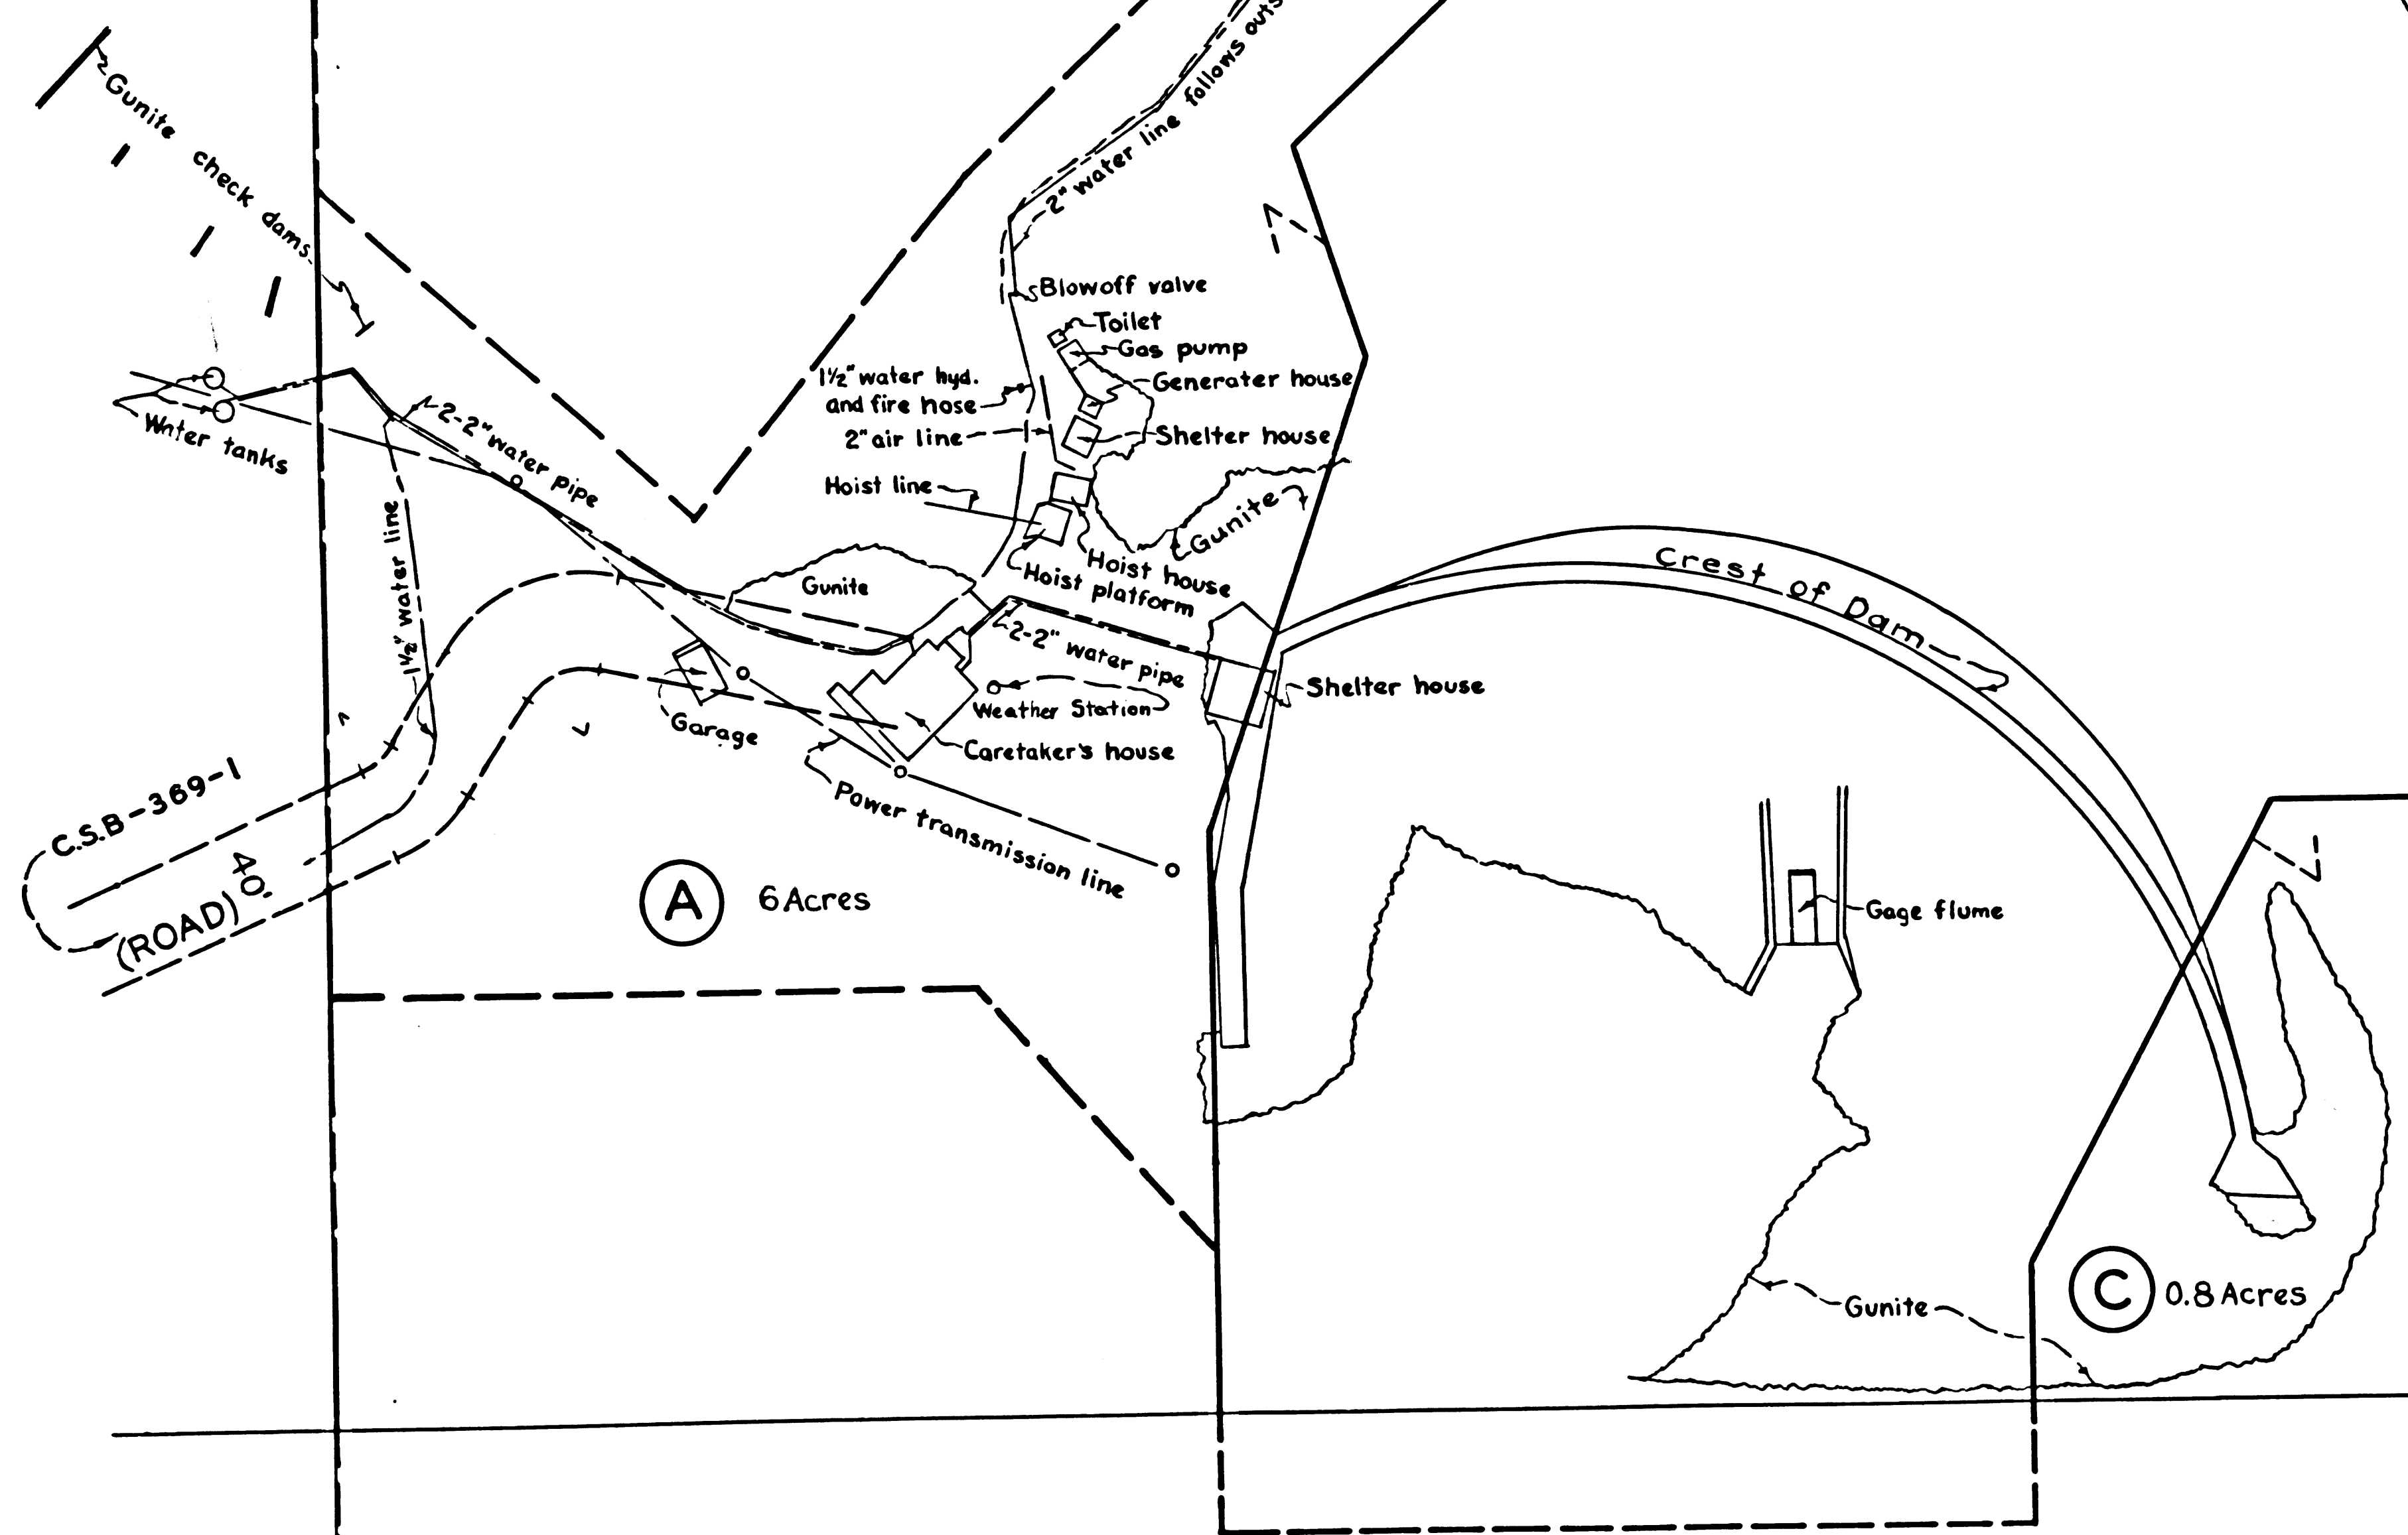 Gunite check dams
2" water line follows outs
Blowoff valve
Toilet
Gas pump
Generater house
1½" water hyd.
and fire hose
2" air line
Shelter house
Hoist line
Gunite
Hoist house
Hoist platform
Water tanks
2-2" water pipe
1½" water line
Gunite
2-2" water pipe
Crest of Dam
Shelter house
Weather Station
Garage
Caretaker's house
Power transmission line
C.S.B-369-1
(ROAD) 40'
A 6 Acres
Gage flume
C 0.8 Acres
Gunite